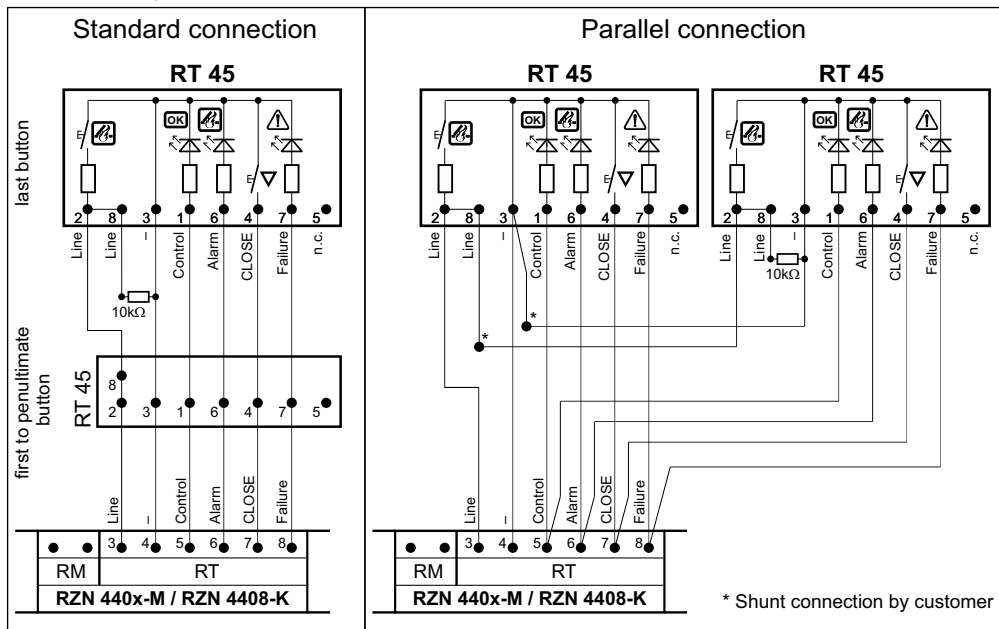 Standard connection
RT 45
OK
last button
2 8 3 1 6 4 7 5
Line Line – Control Alarm CLOSE Failure n.c.
10kΩ
first to penultimate button
RT 45
8
2 3 1 6 4 7 5
Line – Control Alarm CLOSE Failure
3 4 5 6 7 8
RM RT
RZN 440x-M / RZN 4408-K
Parallel connection
RT 45 RT 45
OK OK
2 8 3 1 6 4 7 5 2 8 3 1 6 4 7 5
Line Line – Control Alarm CLOSE Failure n.c. Line Line – Control Alarm CLOSE Failure n.c.
10kΩ
*
*
Line – Control Alarm CLOSE Failure
3 4 5 6 7 8
RM RT
RZN 440x-M / RZN 4408-K
* Shunt connection by customer